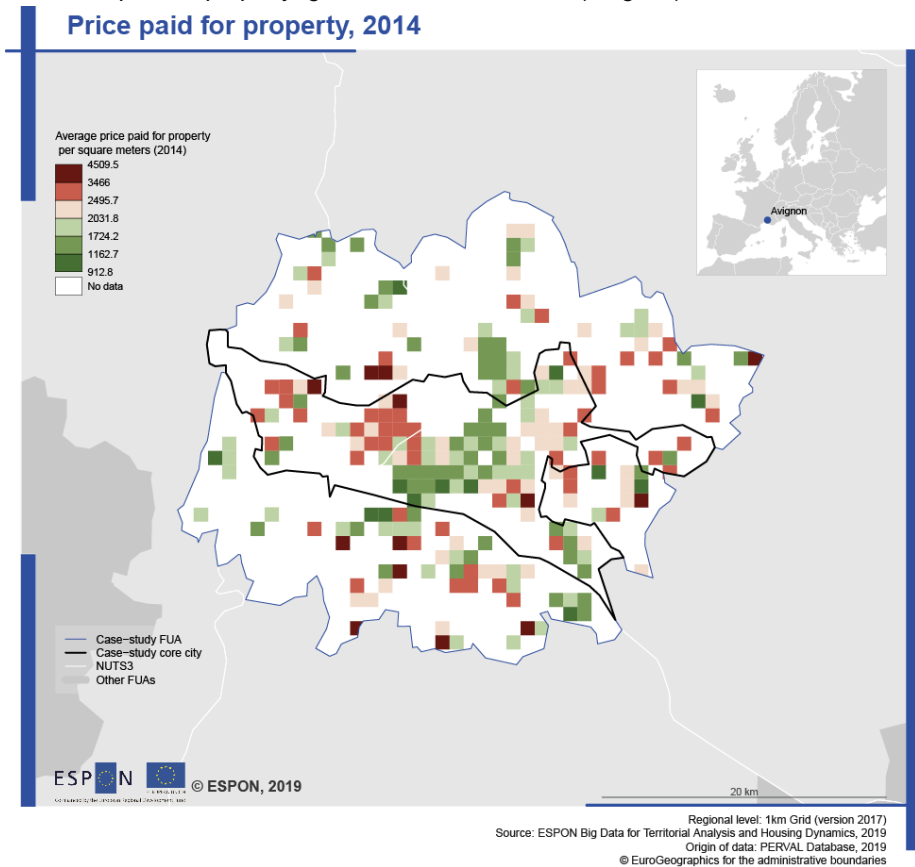 Price paid for property, 2014
Average price paid for property
per square meters (2014)
4509.5
3466
2495.7
2031.8
1724.2
1162.7
912.8
No data
Avignon
Case-study FUA
Case-study core city
NUTS3
Other FUAs
ESPON
© ESPON, 2019
20 km
Regional level: 1km Grid (version 2017)
Source: ESPON Big Data for Territorial Analysis and Housing Dynamics, 2019
Origin of data: PERVAL Database, 2019
© EuroGeographics for the administrative boundaries